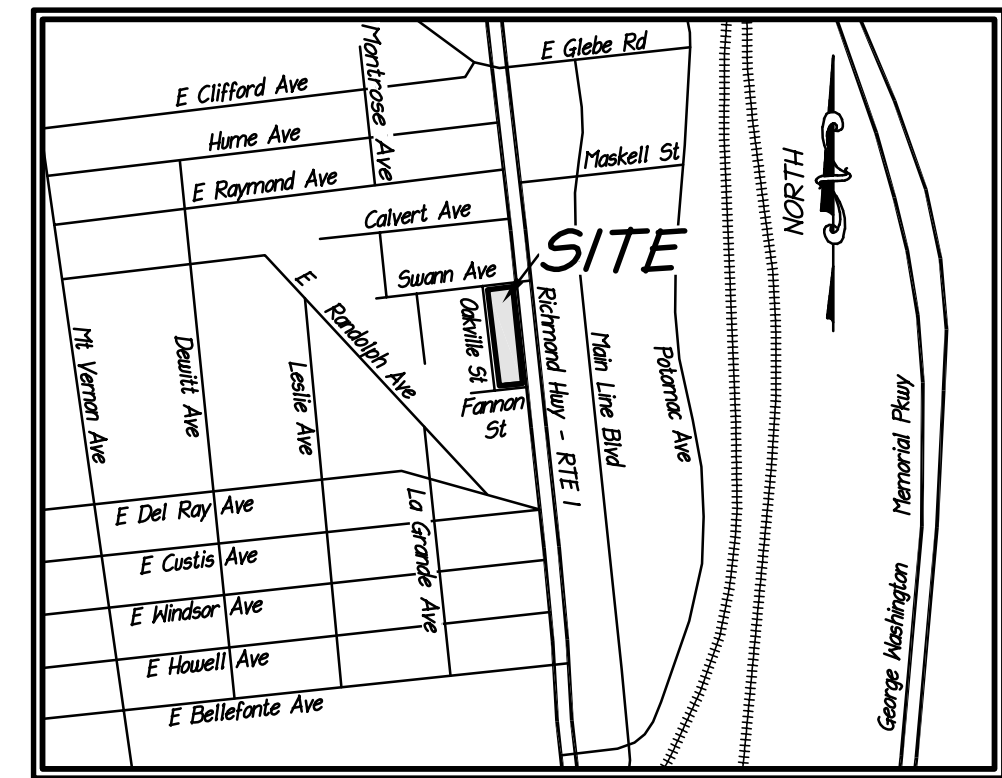 E Glebe Rd
Montrose Ave
E Clifford Ave
Hume Ave
Maskell St
E Raymond Ave
NORTH
Calvert Ave
SITE
Swann Ave
E Randolph Ave
Oakville St
Richmond Hwy - RTE 1
Main Line Blvd
Potomac Ave
Mt Vernon Ave
Dewitt Ave
Leslie Ave
Fannon
St
George Washington Memorial Pkwy
E Del Ray Ave
La Grande Ave
E Custis Ave
E Windsor Ave
E Howell Ave
E Bellefonte Ave